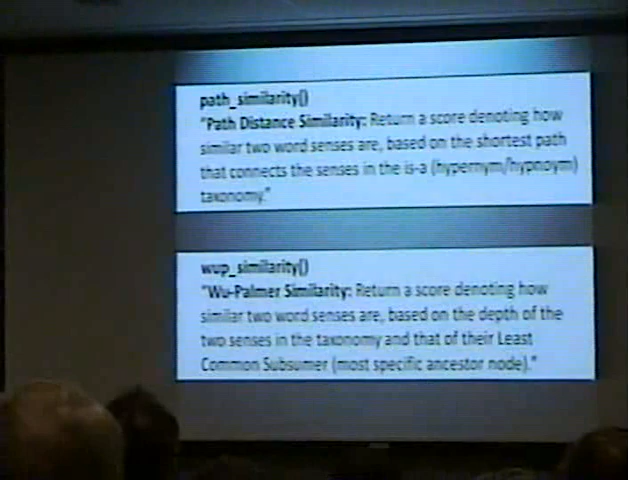 path_similarity()
"Path Distance Similarity: Return a score denoting how
similar two word senses are, based on the shortest path
that connects the senses in the is-a (hypernym/hypnoym)
taxonomy."
wup_similarity()
"Wu-Palmer Similarity: Return a score denoting how
similar two word senses are, based on the depth of the
two senses in the taxonomy and that of their Least
Common Subsumer (most specific ancestor node)."